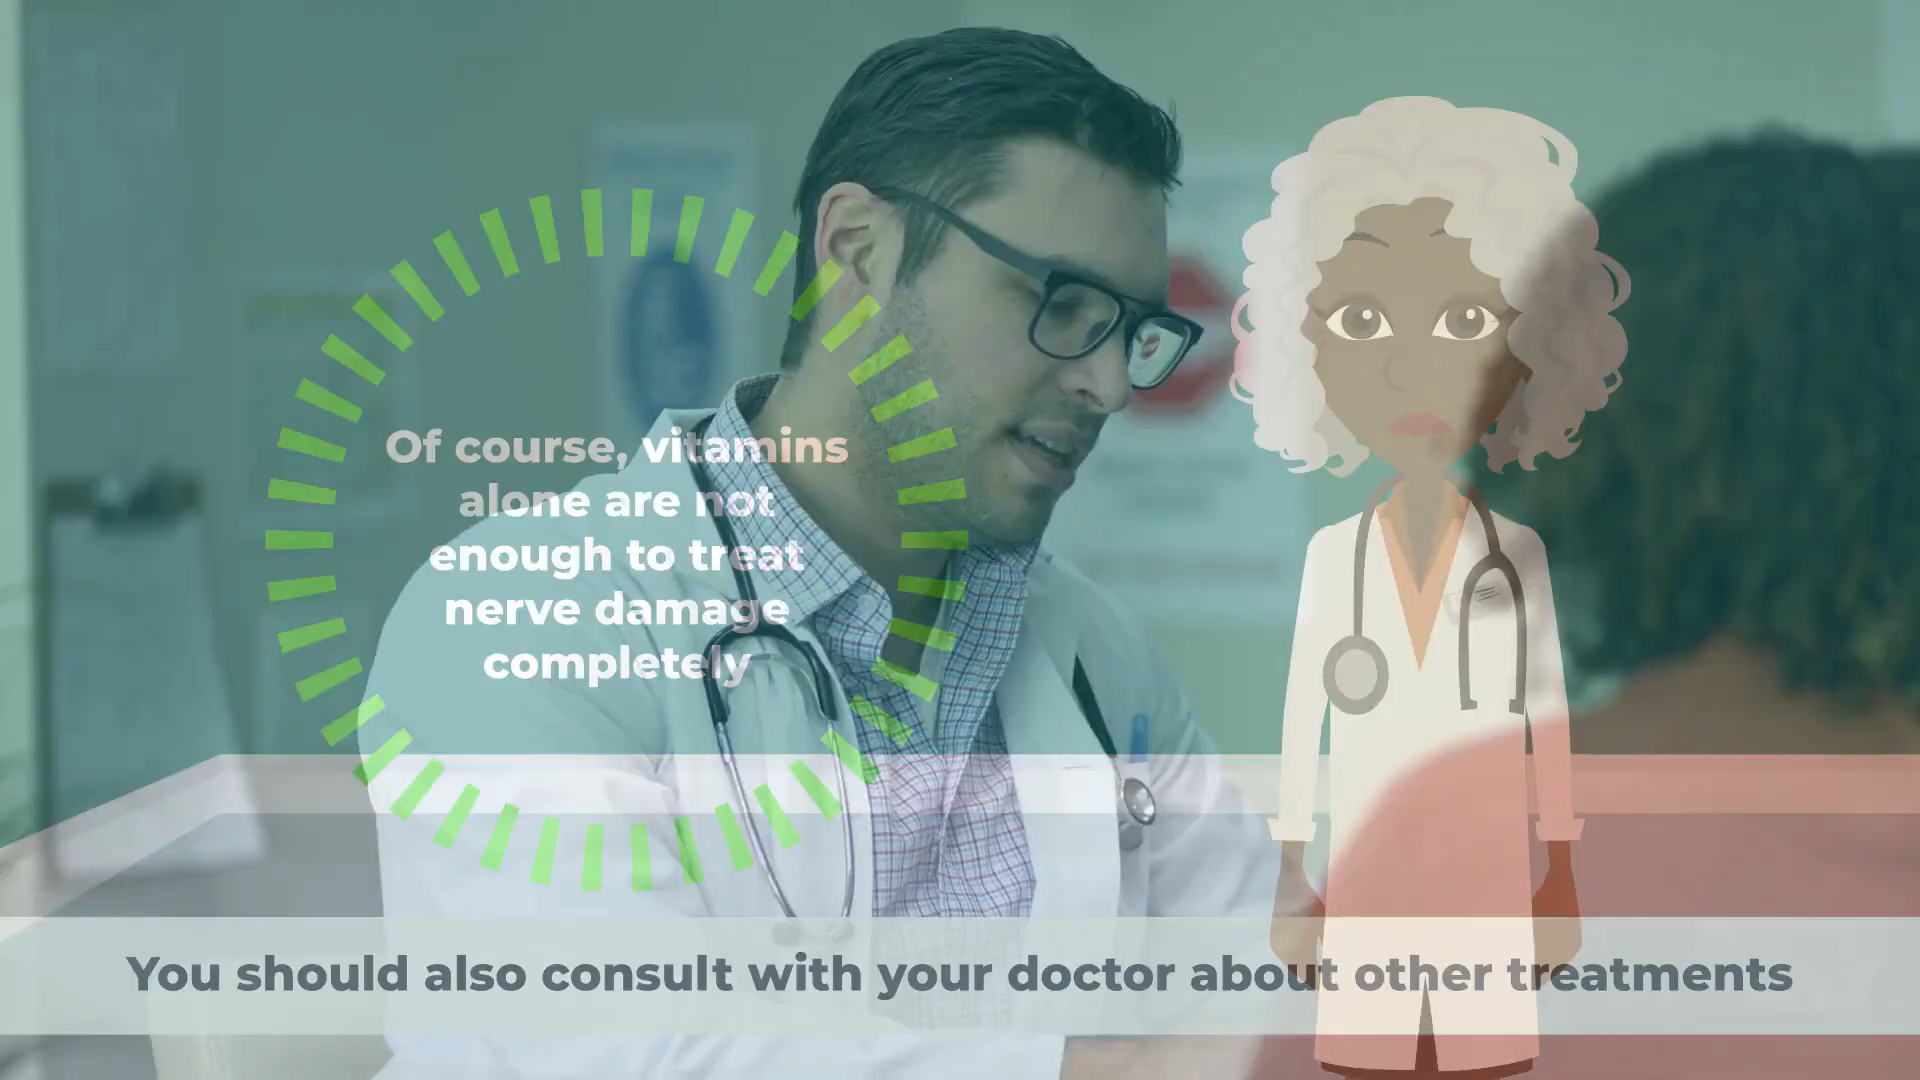 Of course, vitamins
alone are not
enough to treat
nerve damage
completely
You should also consult with your doctor about other treatments